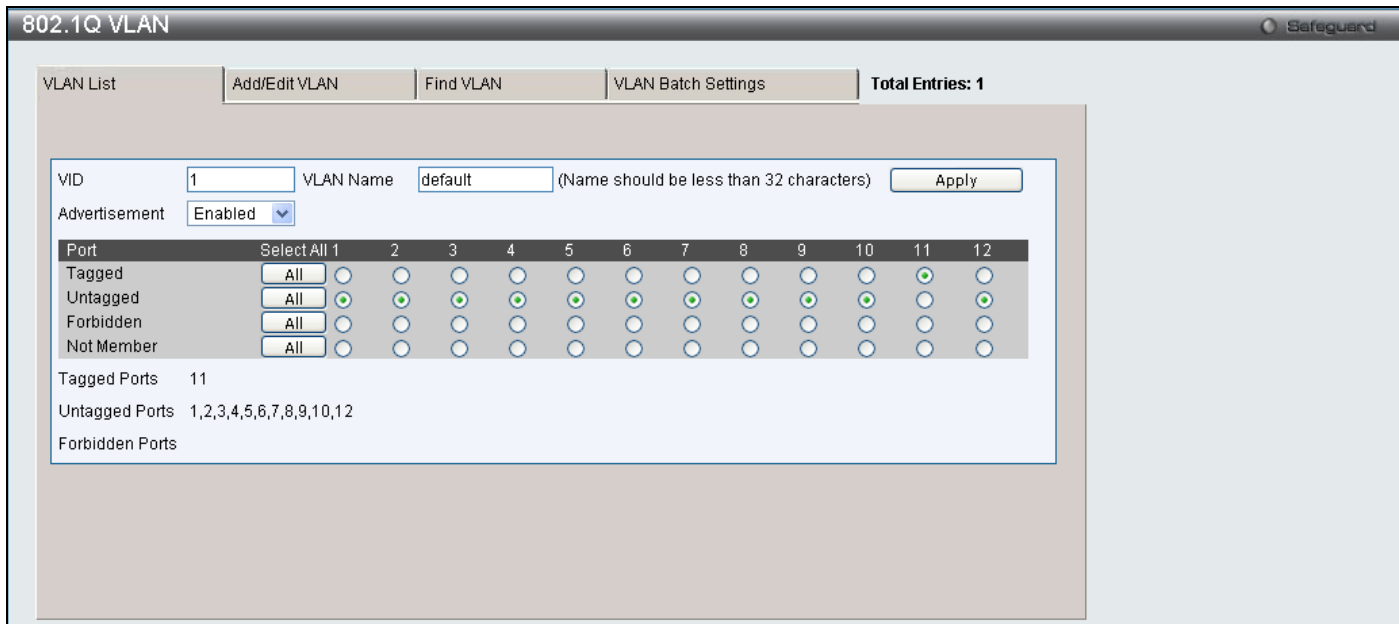 802.1Q VLAN
Safeguard
VLAN List Add/Edit VLAN Find VLAN VLAN Batch Settings Total Entries: 1
VID 1 VLAN Name default (Name should be less than 32 characters) Apply
Advertisement Enabled
Port Select All 1 2 3 4 5 6 7 8 9 10 11 12
Tagged All
Untagged All
Forbidden All
Not Member All
Tagged Ports 11
Untagged Ports 1,2,3,4,5,6,7,8,9,10,12
Forbidden Ports